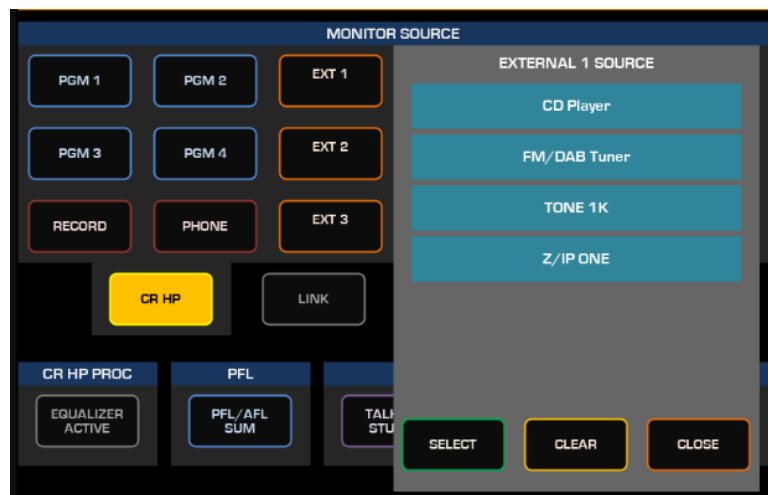 MONITOR SOURCE
PGM 1
PGM 2
EXT 1
PGM 3
PGM 4
EXT 2
RECORD
PHONE
EXT 3
CR HP
LINK
CR HP PROC
PFL
EQUALIZER
ACTIVE
PFL/AFL
SUM
EXTERNAL 1 SOURCE
CD Player
FM/DAB Tuner
TONE 1K
Z/IP ONE
SELECT
CLEAR
CLOSE